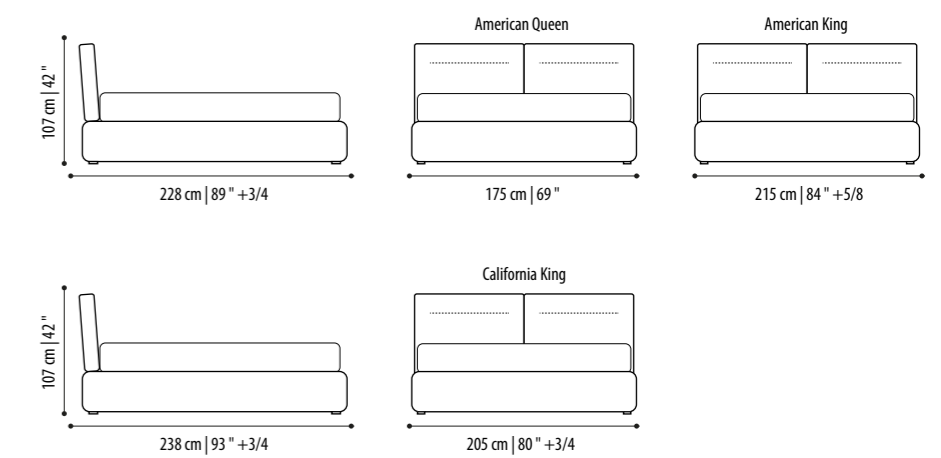 American Queen
American King
107 cm | 42 "
228 cm | 89 " +3/4
175 cm | 69 "
215 cm | 84 " +5/8
California King
107 cm | 42 "
238 cm | 93 " +3/4
205 cm | 80 " +3/4